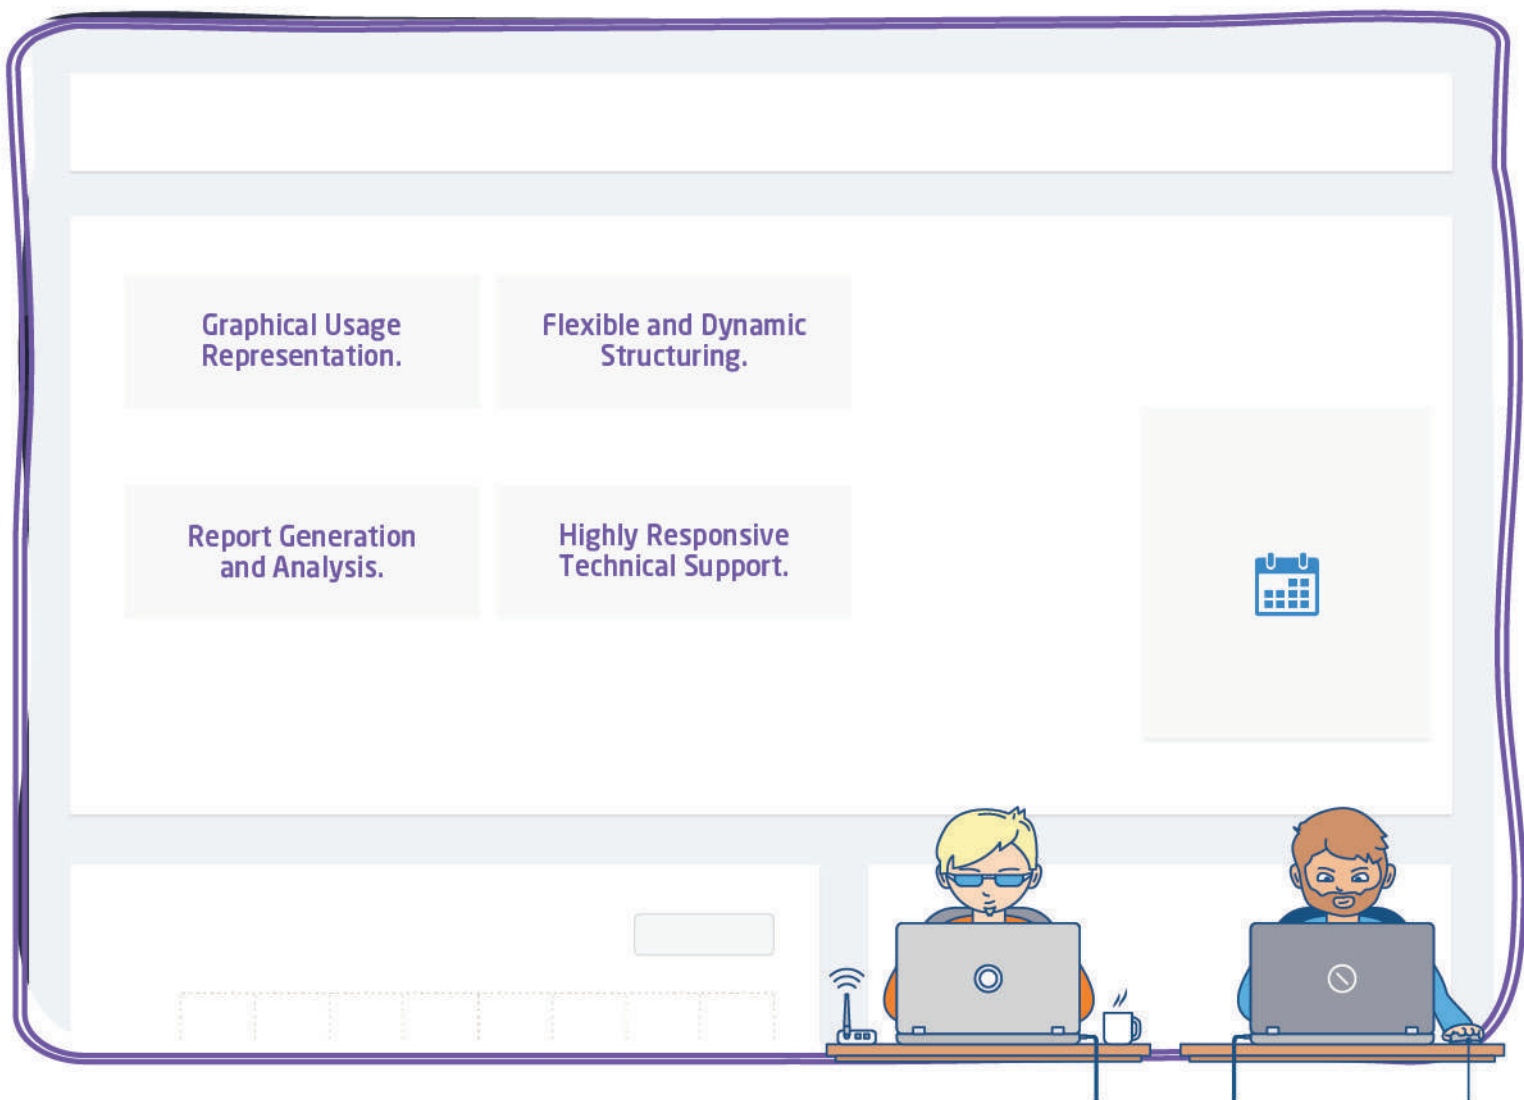 Graphical Usage
Representation.
Flexible and Dynamic
Structuring.
Report Generation
and Analysis.
Highly Responsive
Technical Support.